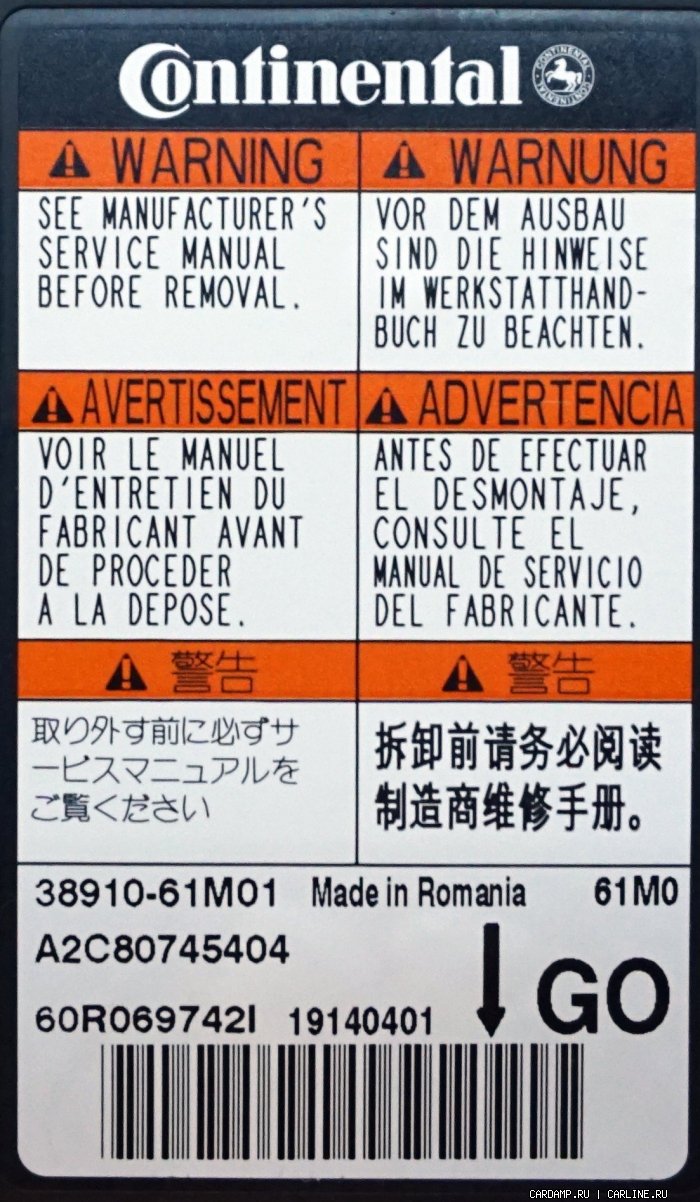 Continental
CONTINENTAL CONTINENTAL
WARNING
SEE MANUFACTURER'S
SERVICE MANUAL
BEFORE REMOVAL.
WARNUNG
VOR DEM AUSBAU
SIND DIE HINWEISE
IM WERKSTATTHAND-
BUCH ZU BEACHTEN.
AVERTISSEMENT
VOIR LE MANUEL
D'ENTRETIEN DU
FABRICANT AVANT
DE PROCEDER
A LA DEPOSE.
ADVERTENCIA
ANTES DE EFECTUAR
EL DESMONTAJE,
CONSULTE EL
MANUAL DE SERVICIO
DEL FABRICANTE.
警告
取り外す前に必ずサ
ービスマニュアルを
ご覧ください
警告
拆卸前请务必阅读
制造商维修手册。
38910-61M01 Made in Romania 61M0
A2C80745404
GO
60R069742I 19140401
CARDAMP.RU | CARLINE.RU